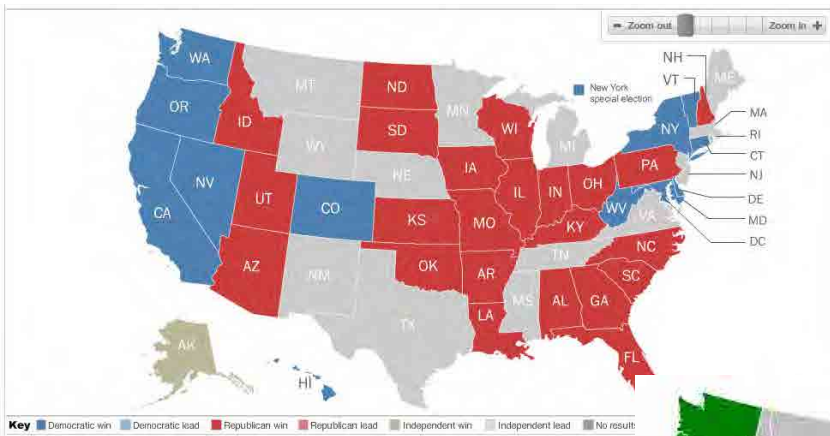 − Zoom out Zoom In +
NH
VT
ME
WA
MT
ND
MN
New York
special election
OR
ID
SD
WI
MI
NY
MA
WY
RI
IA
PA
CT
NE
NJ
NV
IL
IN
OH
DE
UT
CO
WV
MD
CA
KS
MO
KY
VA
DC
TN
NC
AZ
NM
OK
AR
SC
MS
AL
GA
TX
LA
AK
FL
HI
Key Democratic win Democratic lead Republican win Republican lead Independent win Independent lead No results